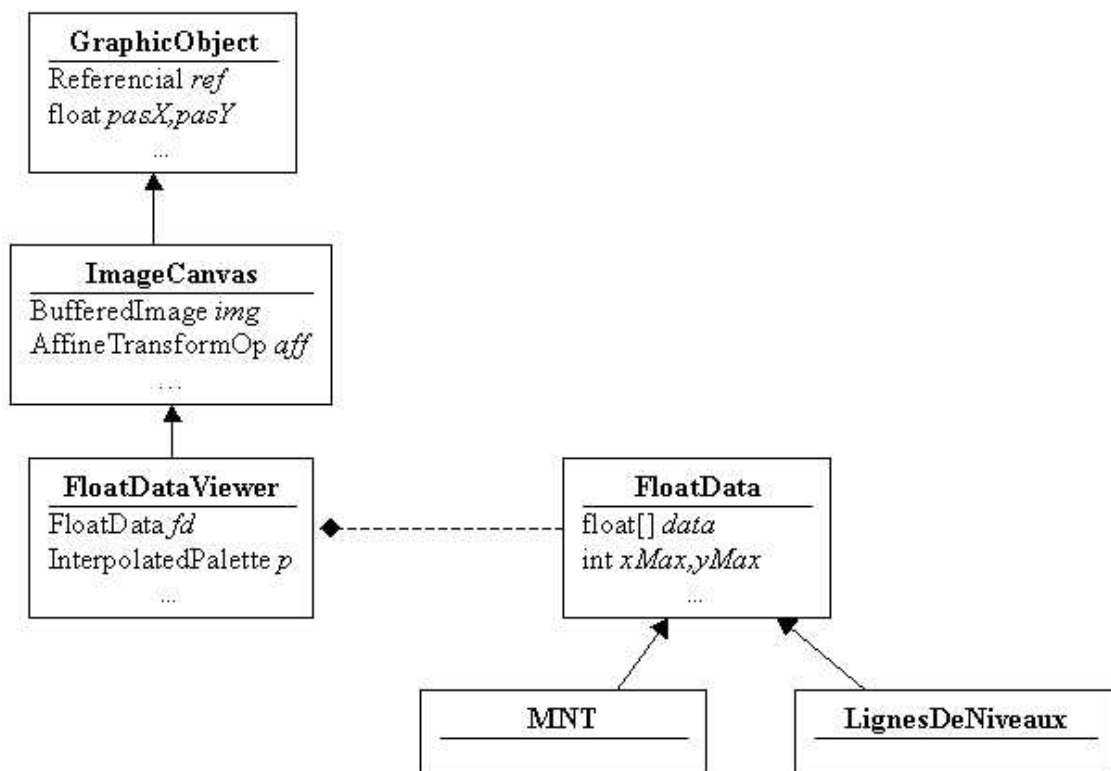 GraphicObject
Referencial ref
float pasX,pasY
...
ImageCanvas
BufferedImage img
AffineTransformOp aff
....
FloatDataViewer
FloatData fd
InterpolatedPalette p
...
FloatData
float[] data
int xMax,yMax
...
MNT
LignesDeNiveaux